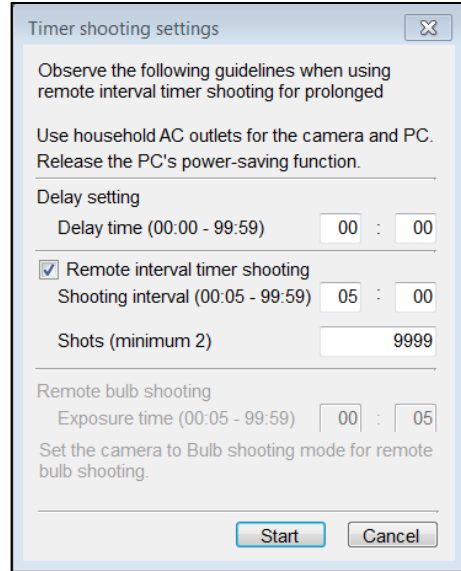 Timer shooting settings
Observe the following guidelines when using
remote interval timer shooting for prolonged
Use household AC outlets for the camera and PC.
Release the PC's power-saving function.
Delay setting
Delay time (00:00 - 99:59) 00 : 00
Remote interval timer shooting
Shooting interval (00:05 - 99:59) 05 : 00
Shots (minimum 2) 9999
Remote bulb shooting
Exposure time (00:05 - 99:59) 00 : 05
Set the camera to Bulb shooting mode for remote
bulb shooting.
Start Cancel